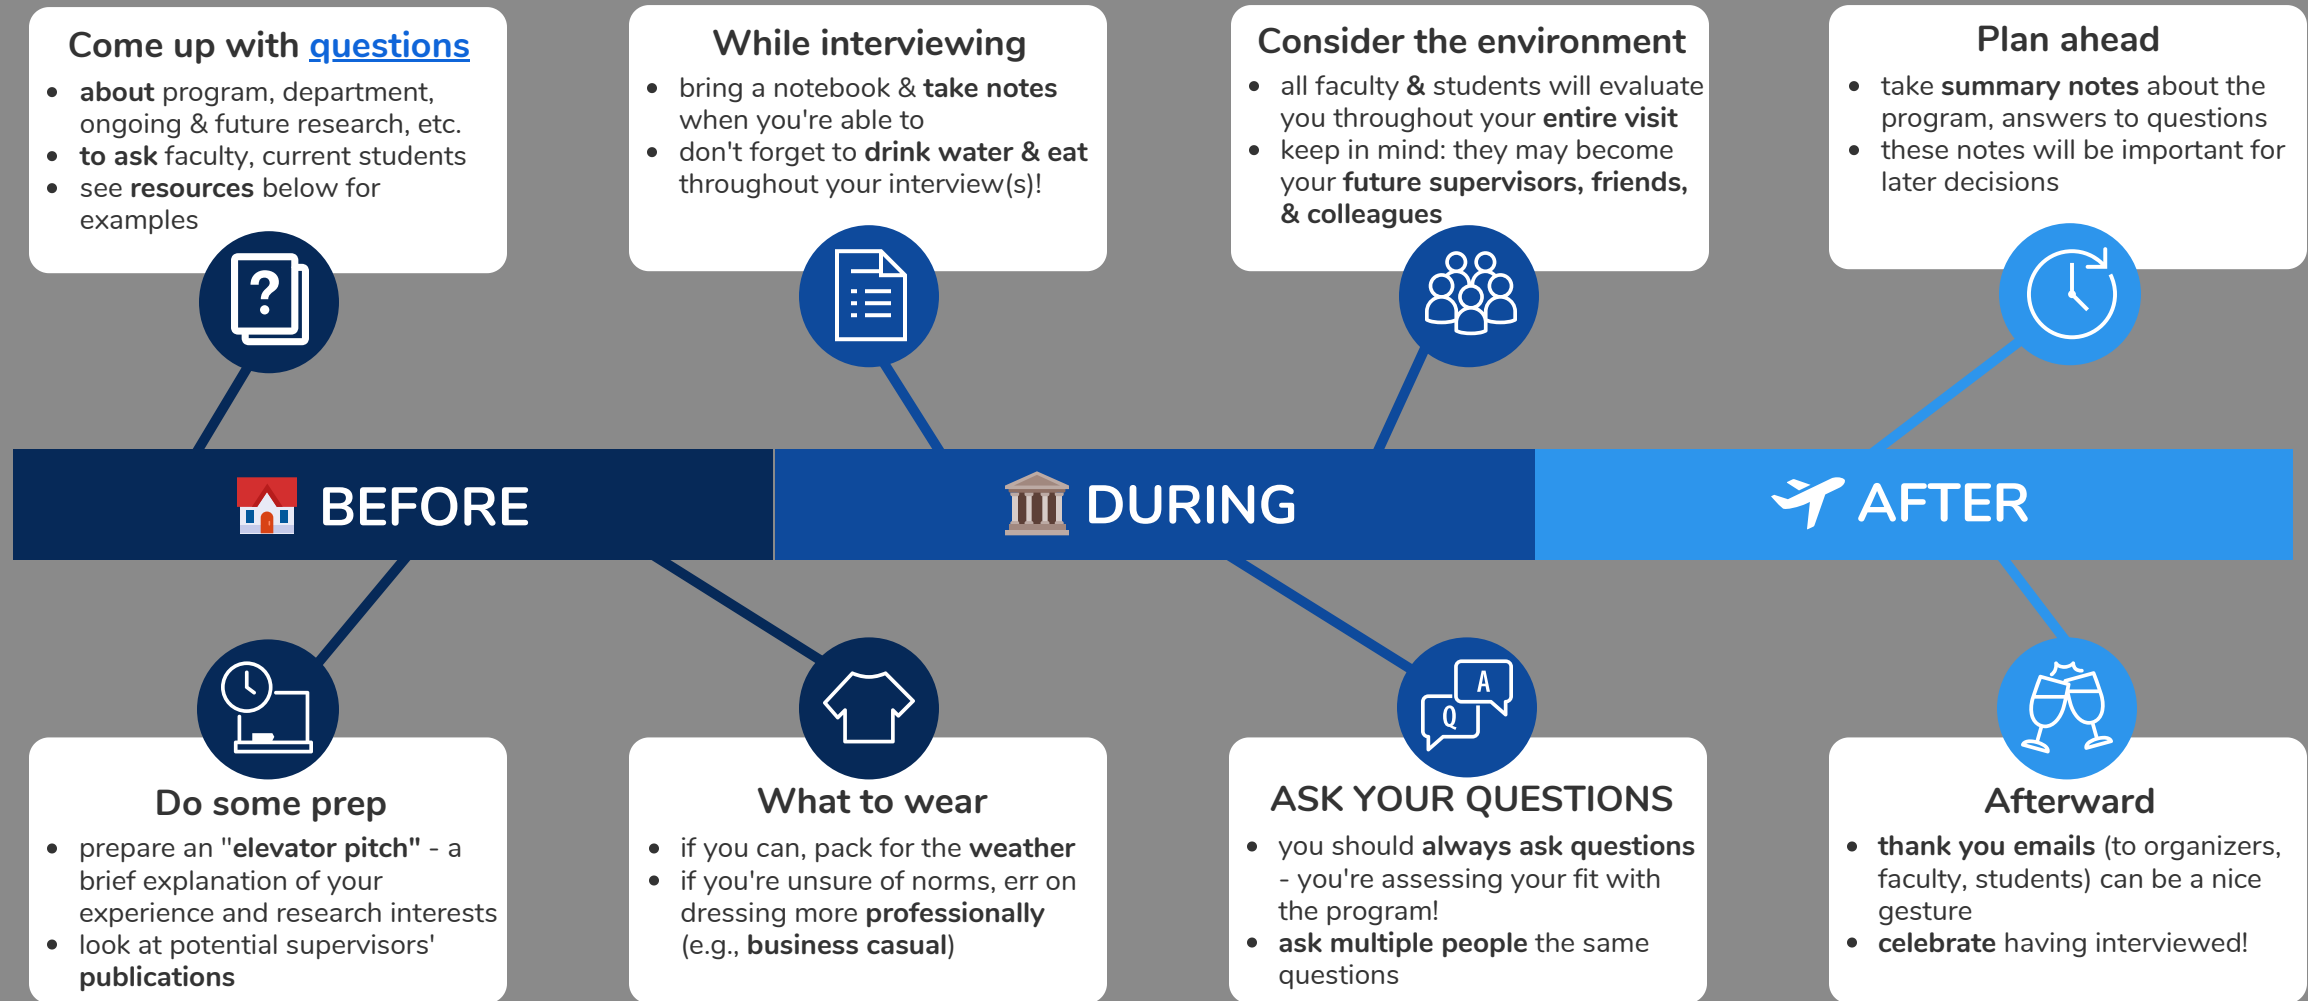 Come up with questions
• about program, department,
ongoing & future research, etc.
• to ask faculty, current students
• see resources below for
examples
?
While interviewing
• bring a notebook & take notes
when you're able to
• don't forget to drink water & eat
throughout your interview(s)!
Consider the environment
• all faculty & students will evaluate
you throughout your entire visit
• keep in mind: they may become
your future supervisors, friends,
& colleagues
Plan ahead
• take summary notes about the
program, answers to questions
• these notes will be important for
later decisions
BEFORE
DURING
AFTER
Do some prep
• prepare an "elevator pitch" - a
brief explanation of your
experience and research interests
• look at potential supervisors'
publications
What to wear
• if you can, pack for the weather
• if you're unsure of norms, err on
dressing more professionally
(e.g., business casual)
A
Q
ASK YOUR QUESTIONS
• you should always ask questions
- you're assessing your fit with
the program!
• ask multiple people the same
questions
Afterward
• thank you emails (to organizers,
faculty, students) can be a nice
gesture
• celebrate having interviewed!